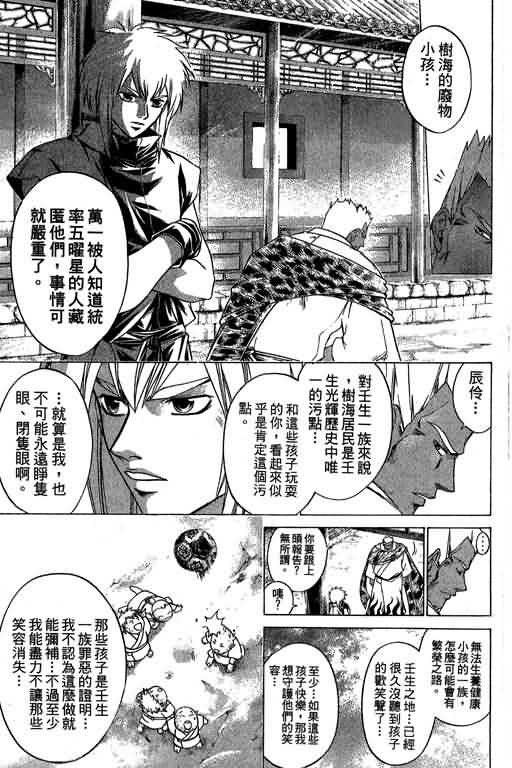 樹海的廢物
小孩…
萬一被人知道統
率五曜星的人藏
匿他們，事情可
就嚴重了。
辰伶…
對壬生一族來說
，樹海居民是壬
生光輝歷史中唯
一的污點…
和這些孩子玩耍
的你，看起來似
乎是肯定這個污
點。
…就算是我，也
不可能永遠睜隻
眼、閉隻眼啊。
…
你要跟上
頭報告？
無所謂。
咦？
無法生養健康
小孩的一族，
怎麼可能會有
繁榮之路。
壬生之地…已經
很久沒聽到孩子
的歡笑聲了…
至少…如果這些
孩子快樂，那我
想守護他們的笑
容…
那些孩子是壬生
一族罪惡的證明…
我不認為這麼做就
能彌補…不過至少
我能盡力不讓那些
笑容消失…